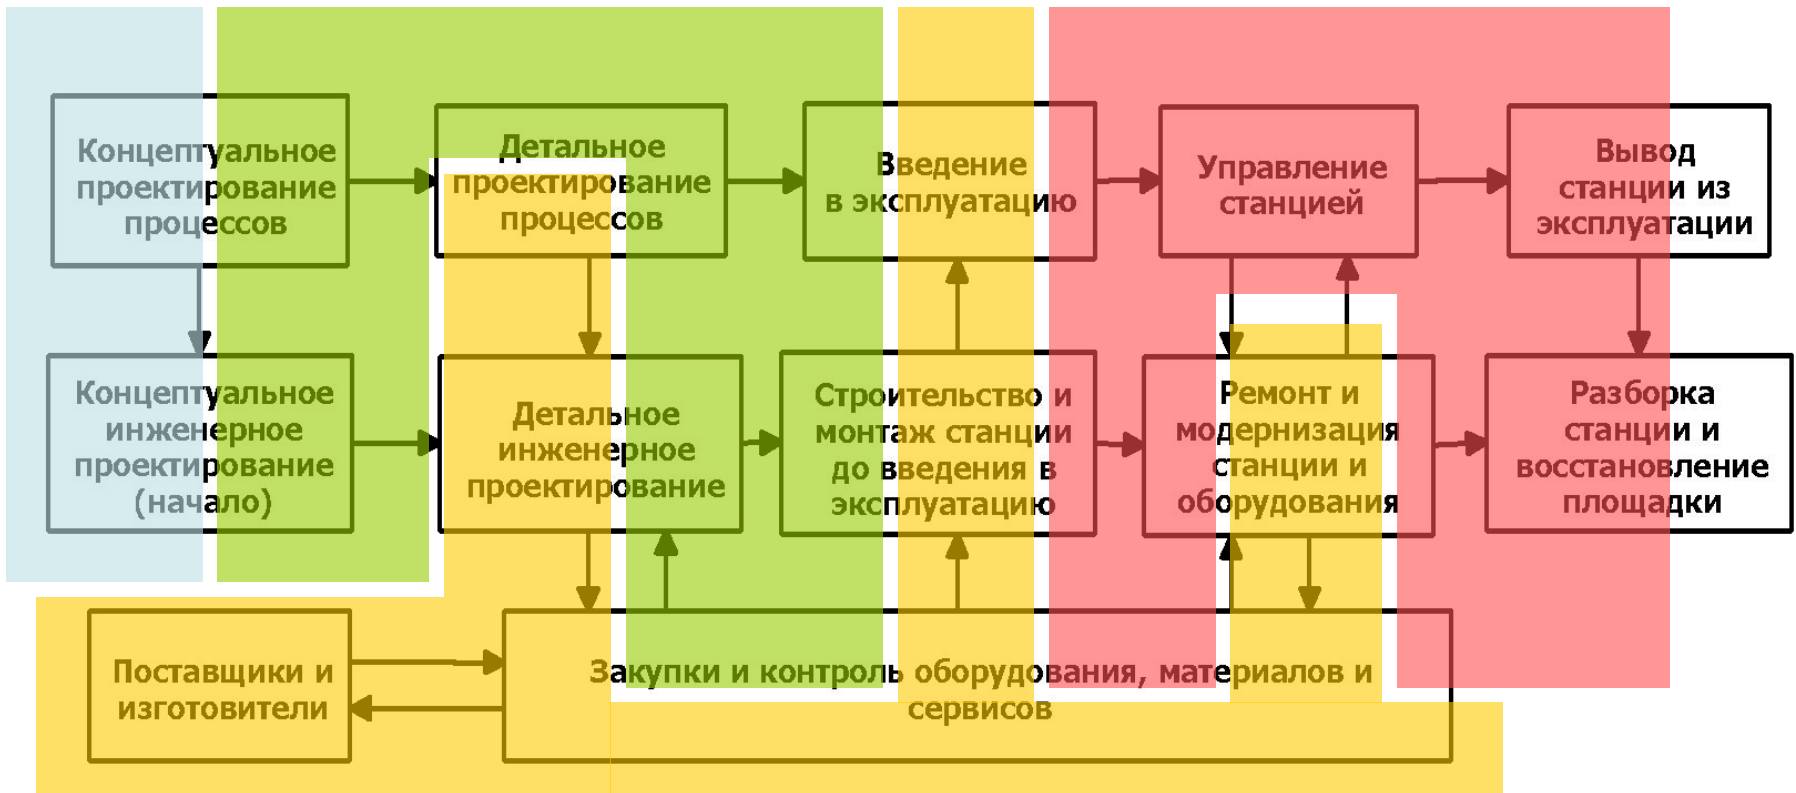 Концептуальное
проектирование
процессов
Детальное
проектирование
процессов
Введение
в эксплуатацию
Управление
станцией
Вывод
станции из
эксплуатации
Концептуальное
инженерное
проектирование
(начало)
Детальное
инженерное
проектирование
Строительство и
монтаж станции
до введения в
эксплуатацию
Ремонт и
модернизация
станции и
оборудования
Разборка
станции и
восстановление
площадки
Поставщики и
изготовители
Закупки и контроль оборудования, материалов и
сервисов